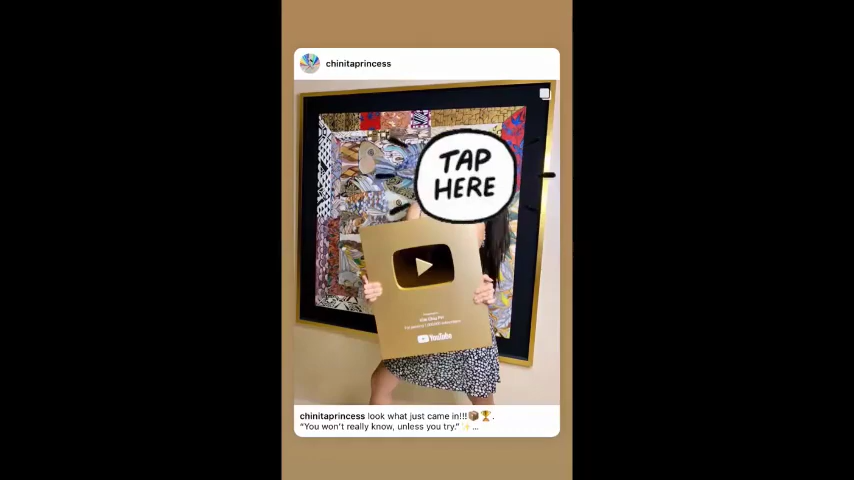 chinitaprincess
TAP
HERE
YouTube
chinitaprincess look what just came in!!!📦🏆.
“You won’t really know, unless you try.” ✨ ...